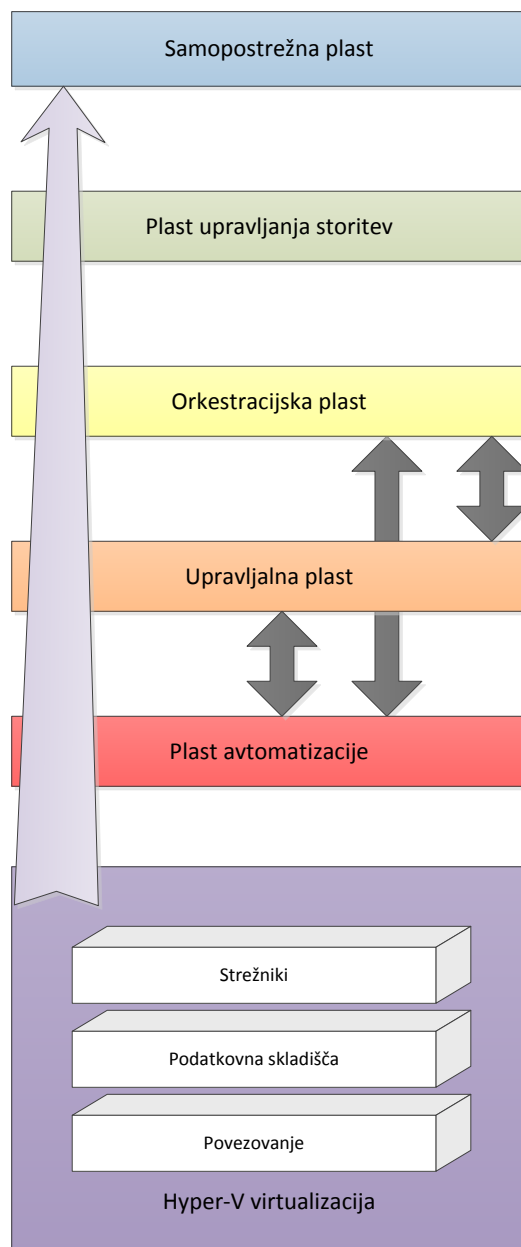 Samopostrežna plast
Plast upravljanja storitev
Orkestracijska plast
Upravljalna plast
Plast avtomatizacije
Strežniki
Podatkovna skladišča
Povezovanje
Hyper-V virtualizacija